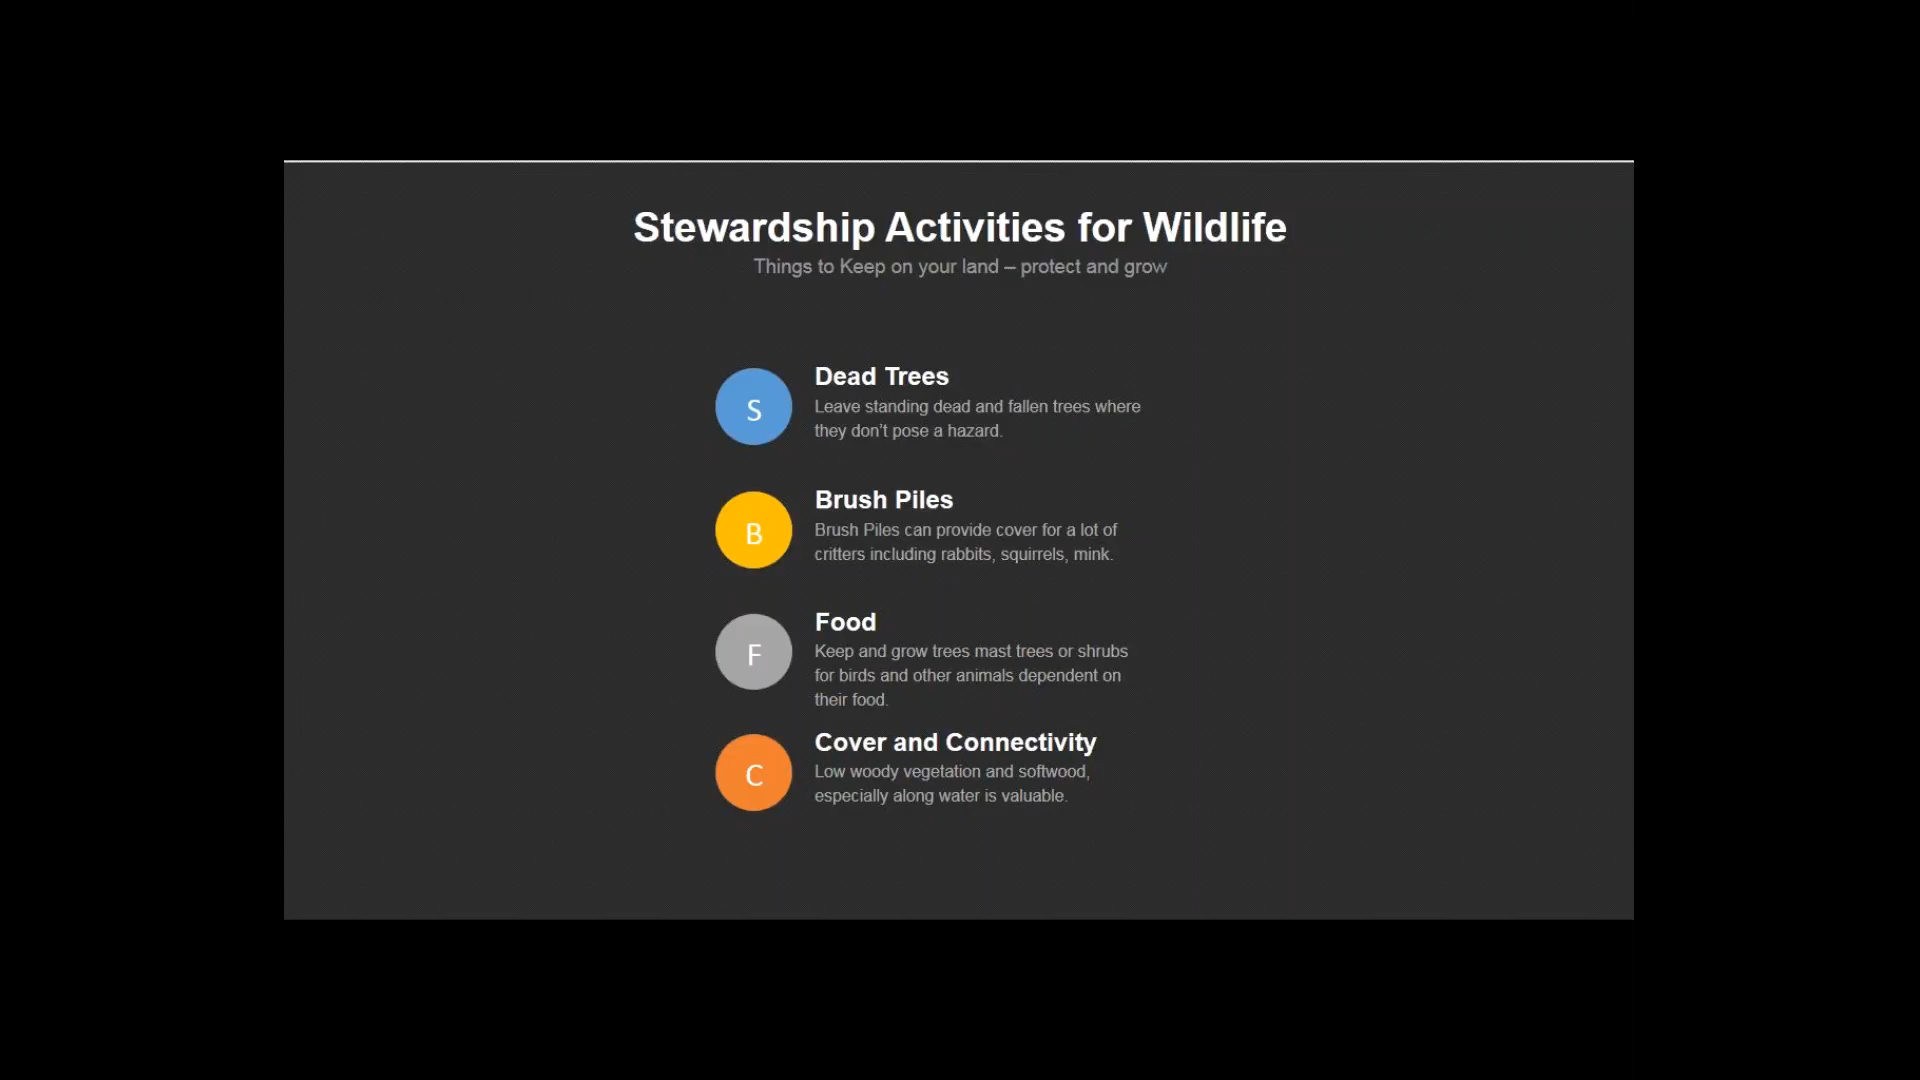 Stewardship Activities for Wildlife
Things to Keep on your land – protect and grow
S
Dead Trees
Leave standing dead and fallen trees where
they don't pose a hazard.
B
Brush Piles
Brush Piles can provide cover for a lot of
critters including rabbits, squirrels, mink.
F
Food
Keep and grow trees mast trees or shrubs
for birds and other animals dependent on
their food.
C
Cover and Connectivity
Low woody vegetation and softwood,
especially along water is valuable.